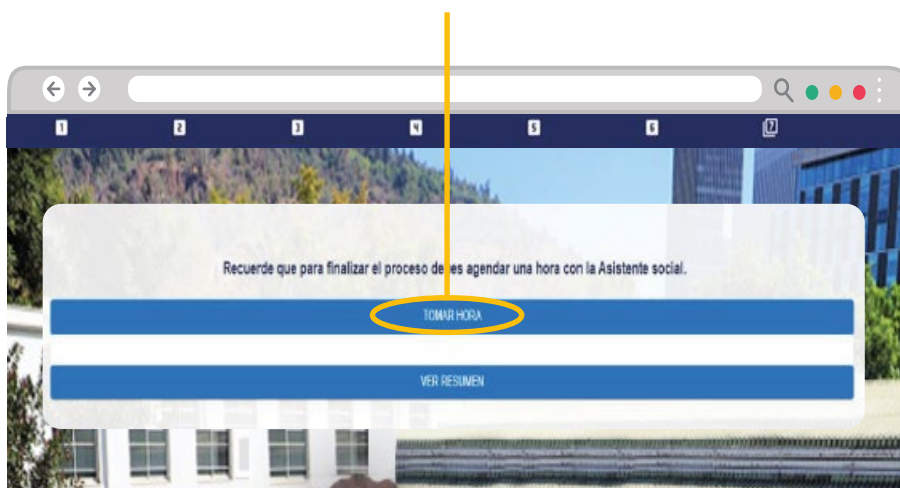 1 2 3 4 5 6 7
Recuerde que para finalizar el proceso debes agendar una hora con la Asistente social.
TOMAR HORA
VER RESUMEN